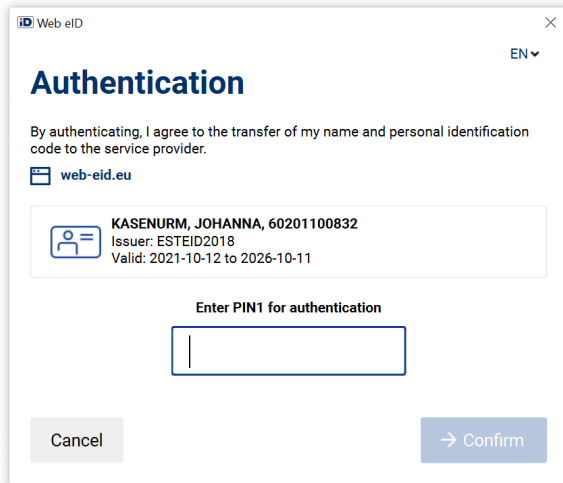 iD Web eID
EN
Authentication
By authenticating, I agree to the transfer of my name and personal identification
code to the service provider.
web-eid.eu
KASENURM, JOHANNA, 60201100832
Issuer: ESTEID2018
Valid: 2021-10-12 to 2026-10-11
Enter PIN1 for authentication
Cancel
→ Confirm